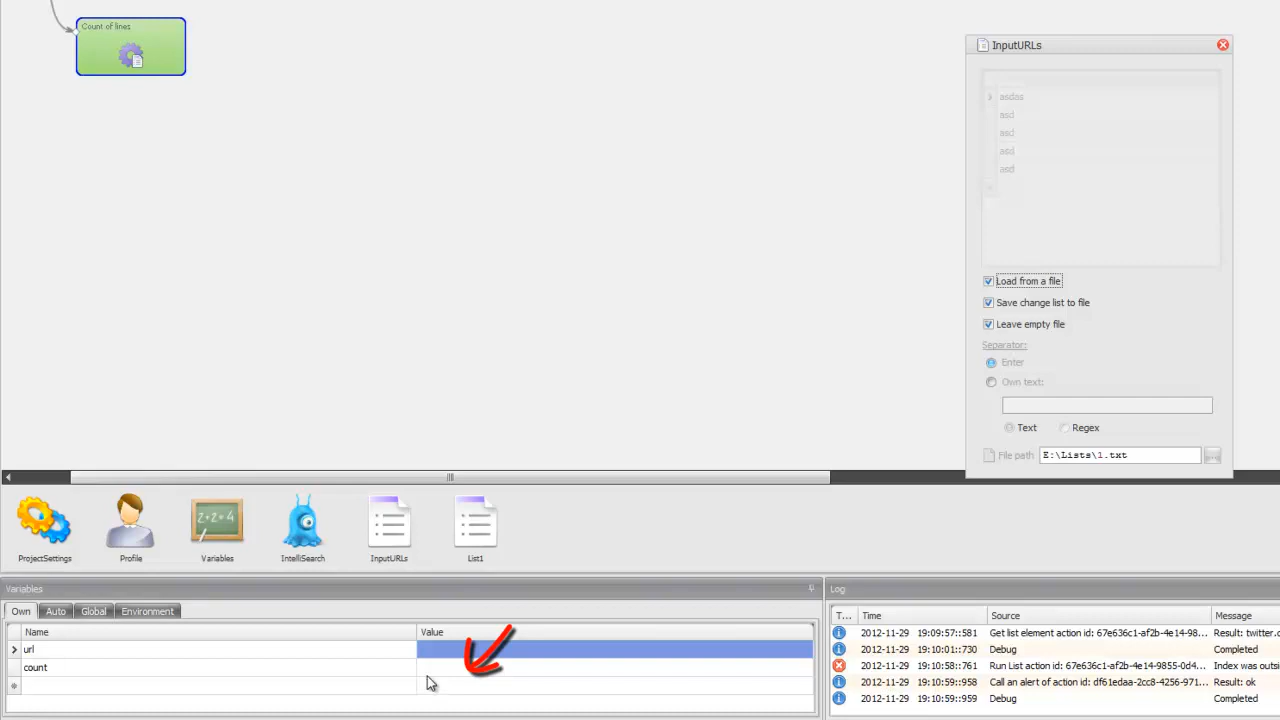 Count of lines
InputURLs
asdas
asd
asd
asd
asd
Load from a file
Save change list to file
Leave empty file
Separator:
Enter
Own text:
Text Regex
File path E:\Lists\1.txt
ProjectSettings Profile Variables IntelliSearch InputURLs List1
Variables
Own Auto Global Environment
Name Value
url
count
Log
T... Time Source Message
2012-11-29 19:09:57::581 Get list element action id: 67e636c1-af2b-4e14-98... Result: twitter.c
2012-11-29 19:10:01::730 Debug Completed
2012-11-29 19:10:58::761 Run List action id: 67e636c1-af2b-4e14-9855-dd4... Index was outsi
2012-11-29 19:10:59::958 Call an alert of action id: df61edaa-2cc8-4256-971... Result: ok
2012-11-29 19:10:59::959 Debug Completed